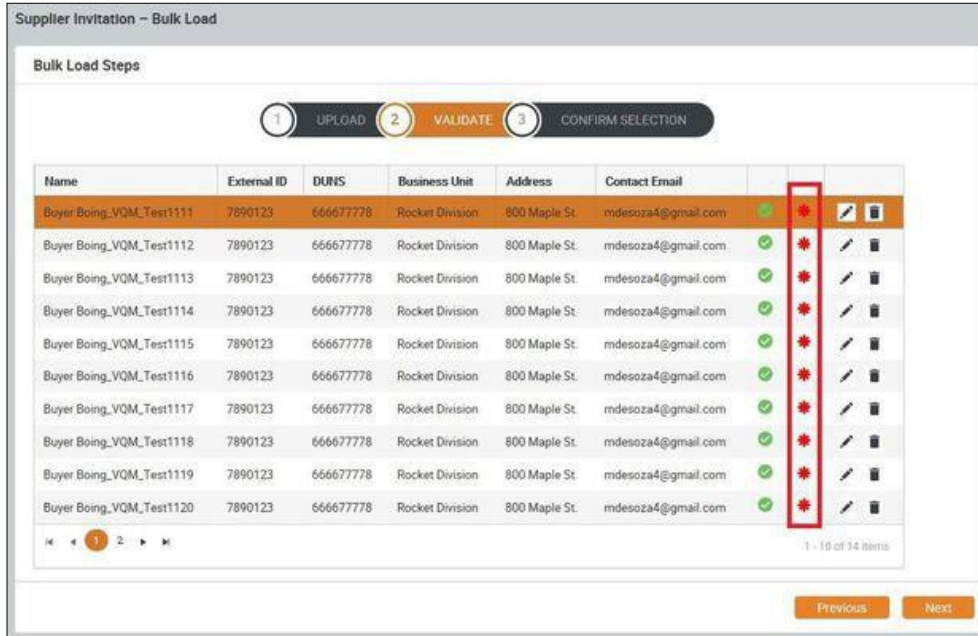 Supplier Invitation – Bulk Load
Bulk Load Steps
1 UPLOAD 2 VALIDATE 3 CONFIRM SELECTION
Name External ID DUNS Business Unit Address Contact Email
Buyer Boing_VQM_Test1111 7890123 666677778 Rocket Division 800 Maple St. mdesoza4@gmail.com
Buyer Boing_VQM_Test1112 7890123 666677778 Rocket Division 800 Maple St. mdesoza4@gmail.com
Buyer Boing_VQM_Test1113 7890123 666677778 Rocket Division 800 Maple St. mdesoza4@gmail.com
Buyer Boing_VQM_Test1114 7890123 666677778 Rocket Division 800 Maple St. mdesoza4@gmail.com
Buyer Boing_VQM_Test1115 7890123 666677778 Rocket Division 800 Maple St. mdesoza4@gmail.com
Buyer Boing_VQM_Test1116 7890123 666677778 Rocket Division 800 Maple St. mdesoza4@gmail.com
Buyer Boing_VQM_Test1117 7890123 666677778 Rocket Division 800 Maple St. mdesoza4@gmail.com
Buyer Boing_VQM_Test1118 7890123 666677778 Rocket Division 800 Maple St. mdesoza4@gmail.com
Buyer Boing_VQM_Test1119 7890123 666677778 Rocket Division 800 Maple St. mdesoza4@gmail.com
Buyer Boing_VQM_Test1120 7890123 666677778 Rocket Division 800 Maple St. mdesoza4@gmail.com
1 2 1 - 10 of 14 items
Previous Next